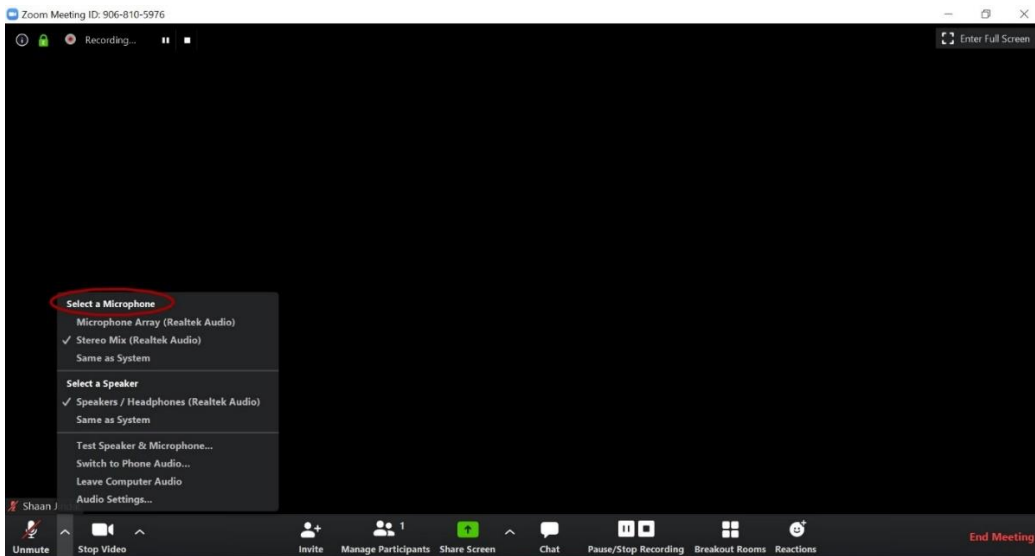 Zoom Meeting ID: 906-810-5976
Recording...
Enter Full Screen
Select a Microphone
Microphone Array (Realtek Audio)
Stereo Mix (Realtek Audio)
Same as System
Select a Speaker
Speakers / Headphones (Realtek Audio)
Same as System
Test Speaker & Microphone...
Switch to Phone Audio...
Leave Computer Audio
Audio Settings...
Shaan
1
Unmute Stop Video Invite Manage Participants Share Screen Chat Pause/Stop Recording Breakout Rooms Reactions End Meeting